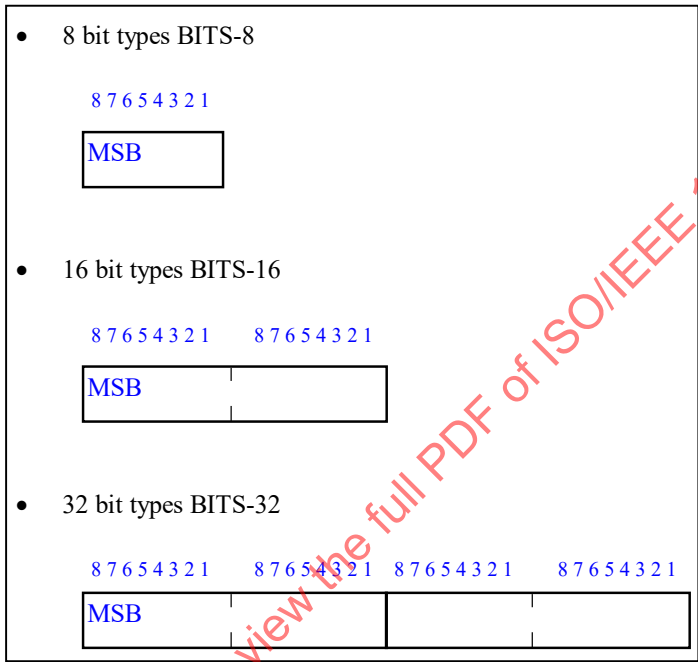 • 8 bit types BITS-8
8 7 6 5 4 3 2 1
MSB
• 16 bit types BITS-16
8 7 6 5 4 3 2 1 8 7 6 5 4 3 2 1
MSB
• 32 bit types BITS-32
8 7 6 5 4 3 2 1 8 7 6 5 4 3 2 1 8 7 6 5 4 3 2 1 8 7 6 5 4 3 2 1
MSB
view the full PDF of ISO/IEEE